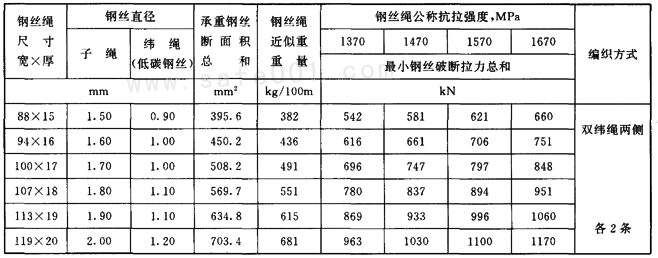 钢丝绳尺寸宽×厚 钢丝直径 承重钢丝断面积总和 钢丝绳近似重重量 钢丝绳公称抗拉强度，MPa 编织方式
子绳 纬绳(低碳钢丝) 1370 1470 1570 1670
最小钢丝破断拉力总和
mm mm² kg/100m kN
88×15 1.50 0.90 395.6 382 542 581 621 660 双纬绳两侧
94×16 1.60 1.00 450.2 436 616 661 706 751
100×17 1.70 1.00 508.2 491 696 747 797 848
107×18 1.80 1.10 569.7 551 780 837 894 951
113×19 1.90 1.10 634.8 615 869 933 996 1060
119×20 2.00 1.20 703.4 681 963 1030 1100 1170 各2条